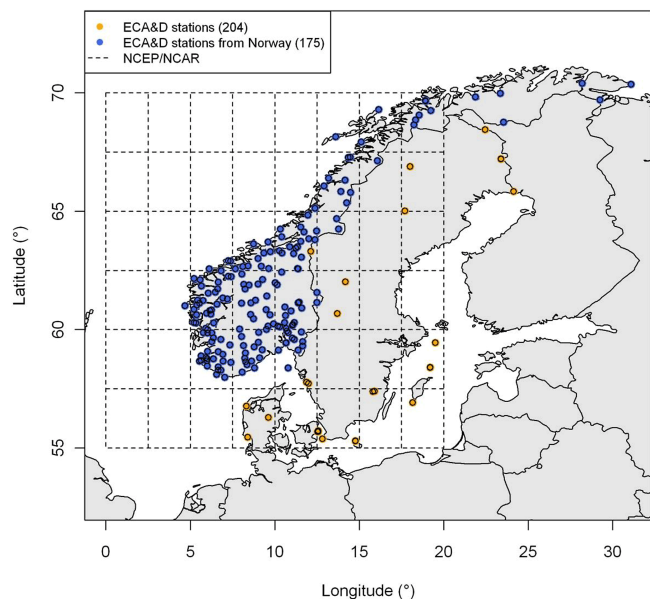 ECA&D stations (204)
ECA&D stations from Norway (175)
NCEP/NCAR
70
65
60
55
Latitude (°)
0 5 10 15 20 25 30
Longitude (°)